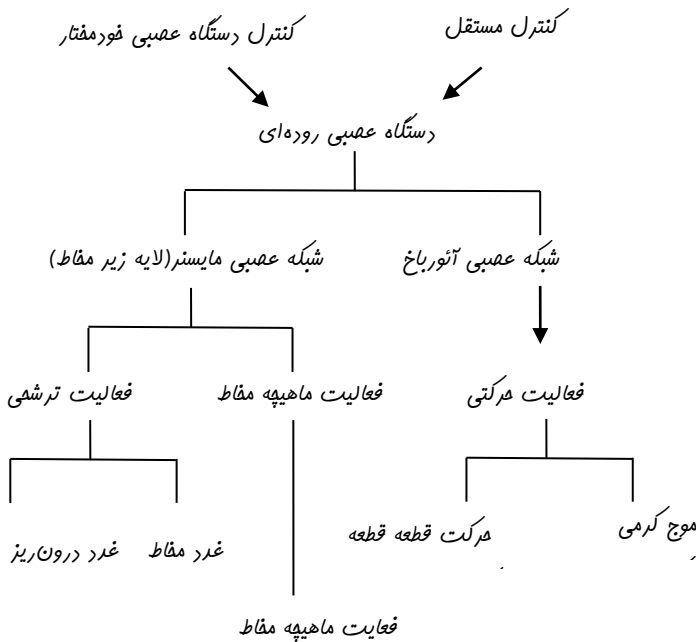 کنترل مستقل
کنترل دستگاه عصبی خودمختار
دستگاه عصبی روده‌ای
شبکه عصبی آئورباخ
شبکه عصبی مایسنر(لایه زیر مخاط)
فعالیت حرکتی
فعالیت ماهیچه مخاط
فعالیت ترشحی
موج کرمی
حرکت قطعه قطعه
غدد مخاط
غدد درون‌ریز
فعایت ماهیچه مخاط